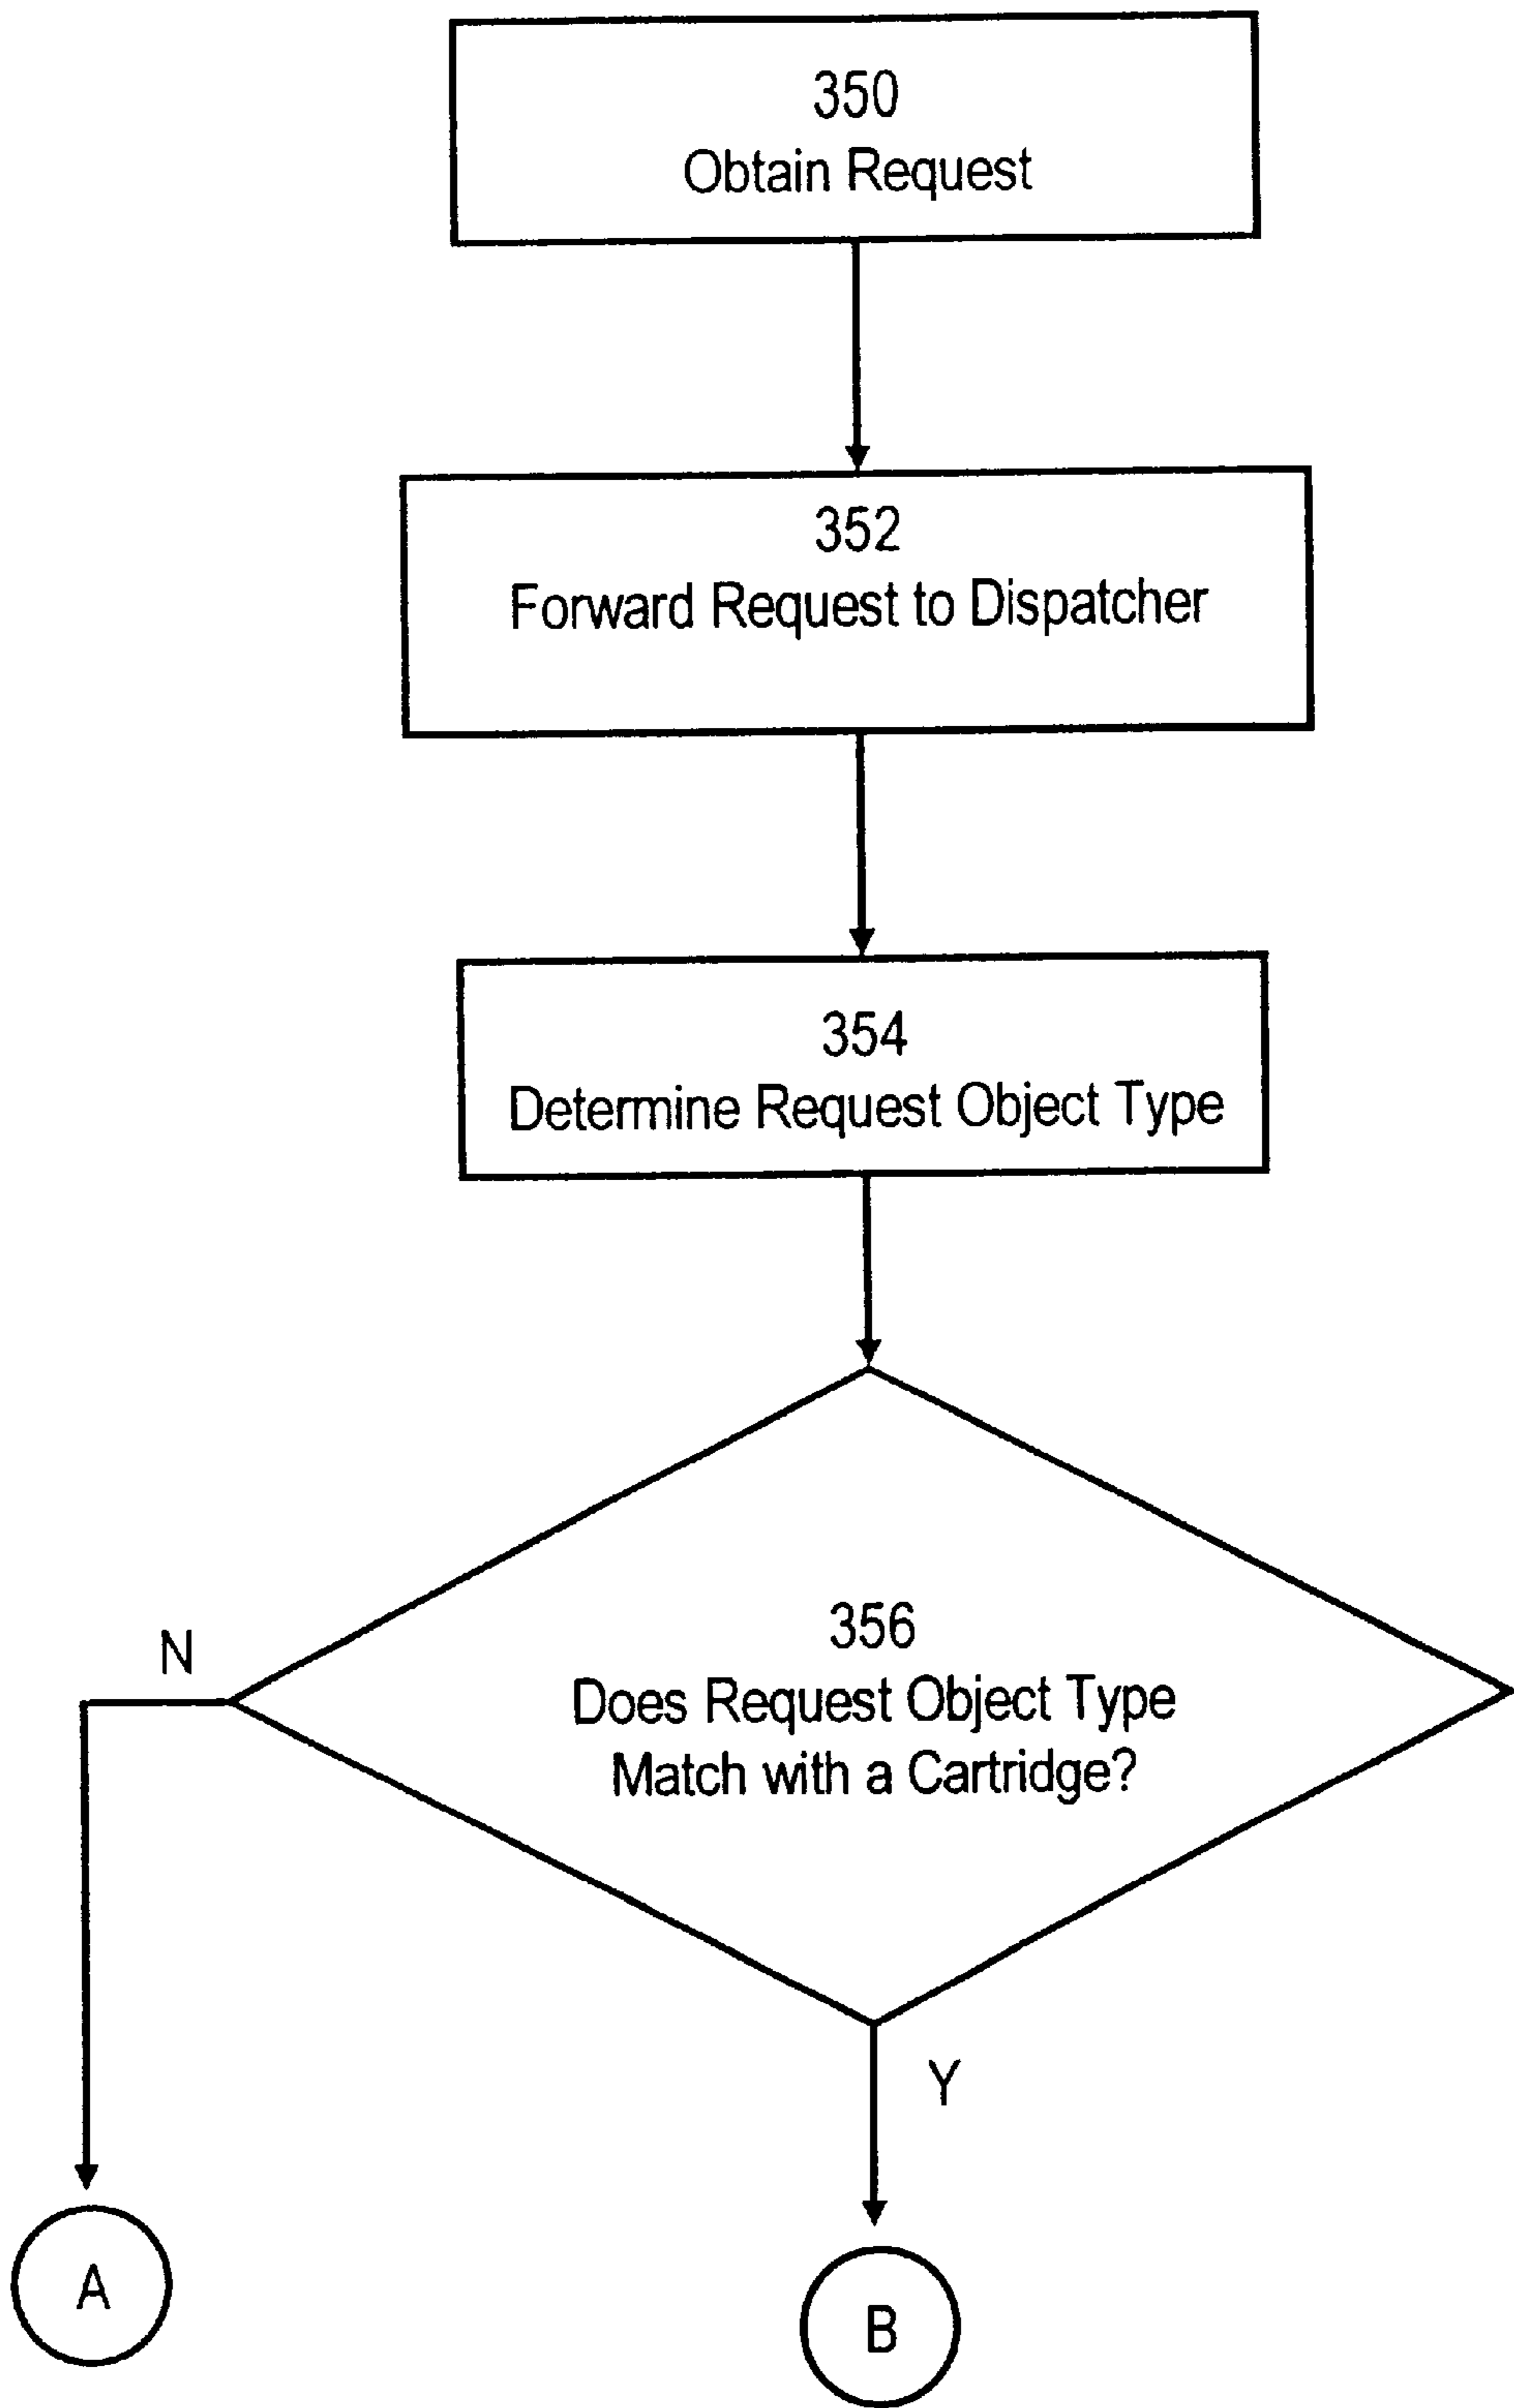 350
Obtain Request
352
Forward Request to Dispatcher
354
Determine Request Object Type
356
Does Request Object Type
Match with a Cartridge?
N
Y
A
B